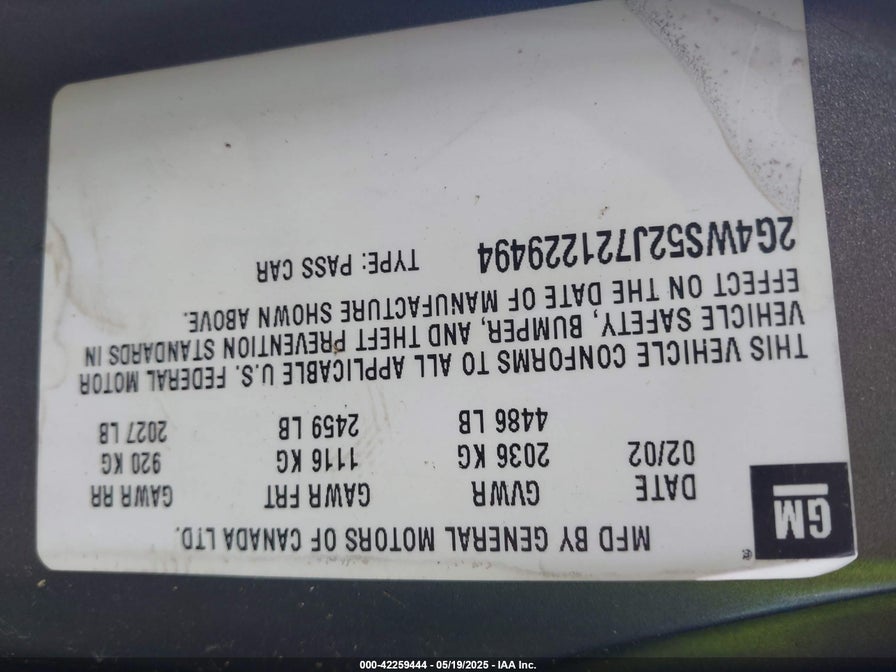 GM
MFD BY GENERAL MOTORS OF CANADA LTD.
DATE GVWR GAWR FRT GAWR RR
02/02 2036 KG 1116 KG 920 KG
4486 LB 2459 LB 2027 LB
THIS VEHICLE CONFORMS TO ALL APPLICABLE U.S. FEDERAL MOTOR
VEHICLE SAFETY, BUMPER, AND THEFT PREVENTION STANDARDS IN
EFFECT ON THE DATE OF MANUFACTURE SHOWN ABOVE.
2G4WS52J721229494 TYPE: PASS CAR
000-42259444 - 05/19/2025 - IAA Inc.